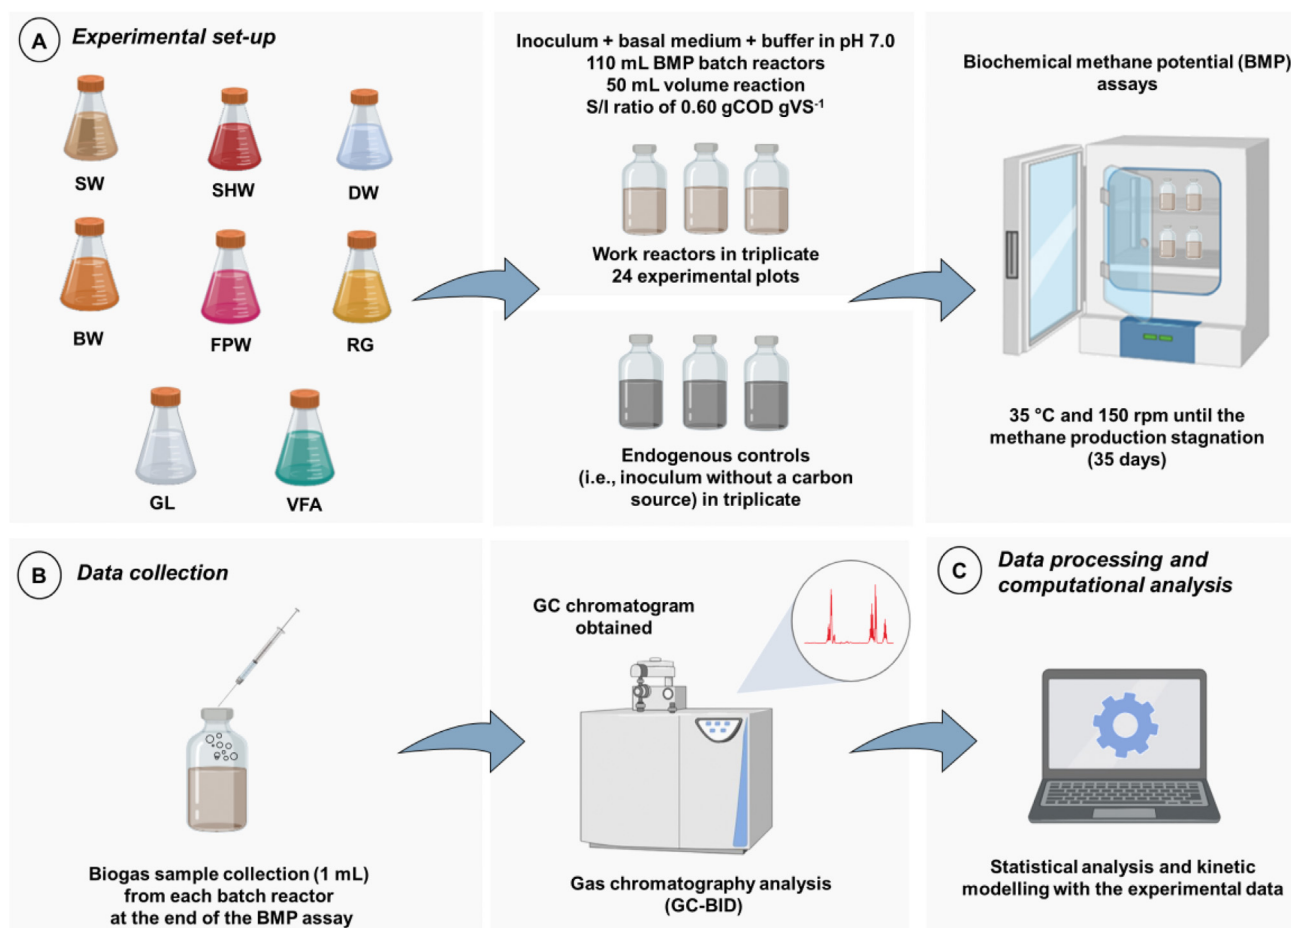 A
Experimental set-up
SW
SHW
DW
BW
FPW
RG
GL
VFA
Inoculum + basal medium + buffer in pH 7.0
110 mL BMP batch reactors
50 mL volume reaction
S/I ratio of 0.60 gCOD gVS⁻¹
Work reactors in triplicate
24 experimental plots
Endogenous controls
(i.e., inoculum without a carbon
source) in triplicate
Biochemical methane potential (BMP)
assays
35 °C and 150 rpm until the
methane production stagnation
(35 days)
B
Data collection
Biogas sample collection (1 mL)
from each batch reactor
at the end of the BMP assay
GC chromatogram
obtained
Gas chromatography analysis
(GC-BID)
C
Data processing and
computational analysis
Statistical analysis and kinetic
modelling with the experimental data